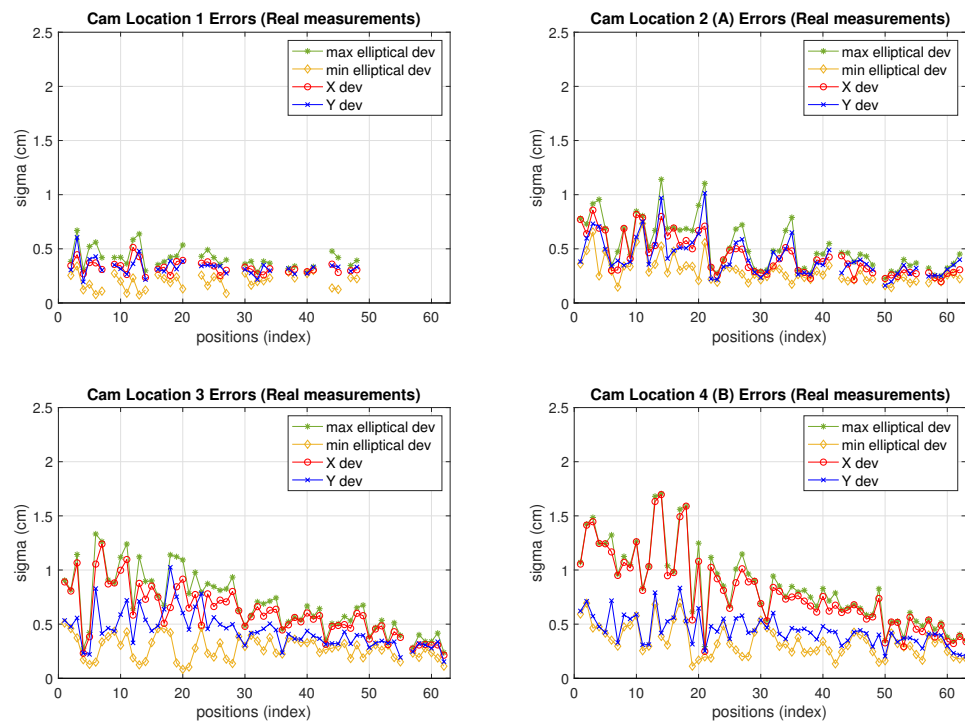 Cam Location 1 Errors (Real measurements)
2.5
2
1.5
1
0.5
0
sigma (cm)
max elliptical dev
min elliptical dev
X dev
Y dev
0 10 20 30 40 50 60
positions (index)
Cam Location 2 (A) Errors (Real measurements)
2.5
2
1.5
1
0.5
0
sigma (cm)
max elliptical dev
min elliptical dev
X dev
Y dev
0 10 20 30 40 50 60
positions (index)
Cam Location 3 Errors (Real measurements)
2.5
2
1.5
1
0.5
0
sigma (cm)
max elliptical dev
min elliptical dev
X dev
Y dev
0 10 20 30 40 50 60
positions (index)
Cam Location 4 (B) Errors (Real measurements)
2.5
2
1.5
1
0.5
0
sigma (cm)
max elliptical dev
min elliptical dev
X dev
Y dev
0 10 20 30 40 50 60
positions (index)